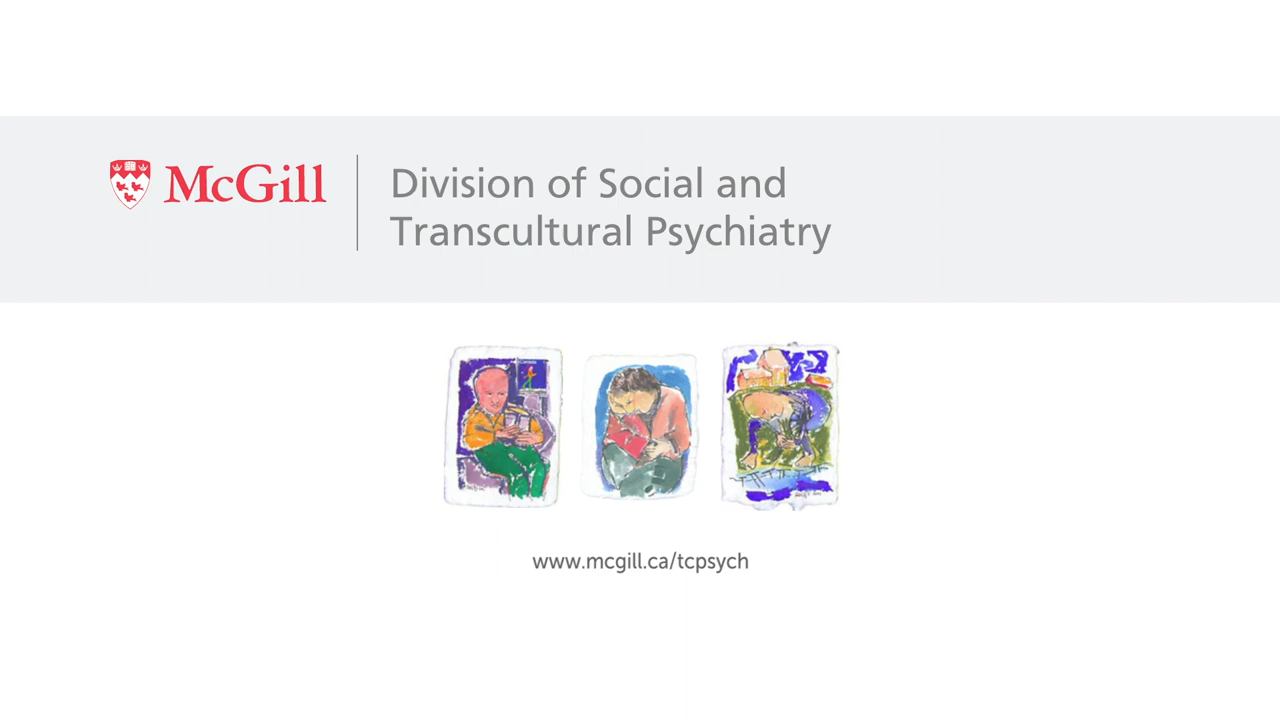 McGill
Division of Social and
Transcultural Psychiatry
www.mcgill.ca/tcpsych